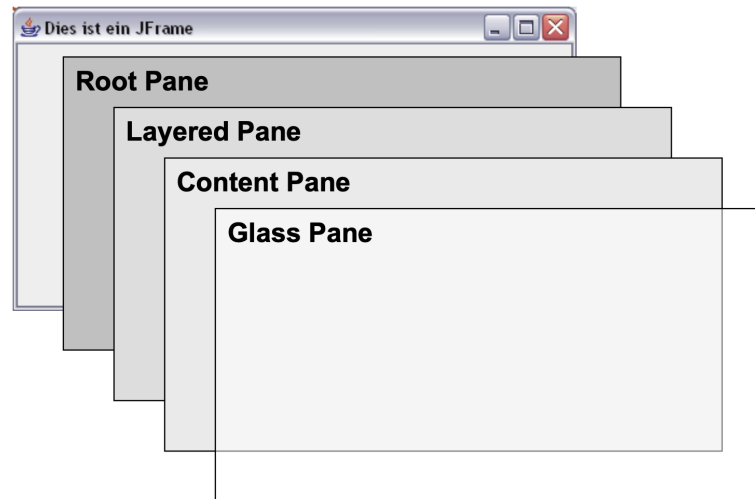 Dies ist ein JFrame
Root Pane
Layered Pane
Content Pane
Glass Pane